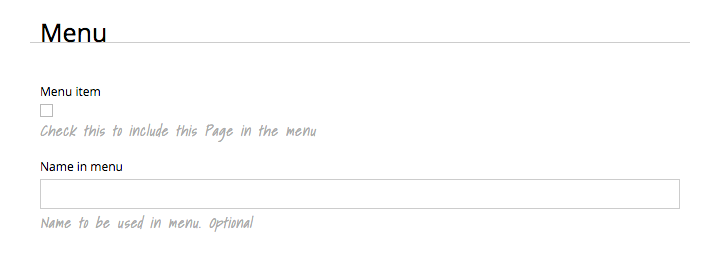 Menu
Menu item
Check this to include this Page in the menu
Name in menu
Name to be used in menu. Optional